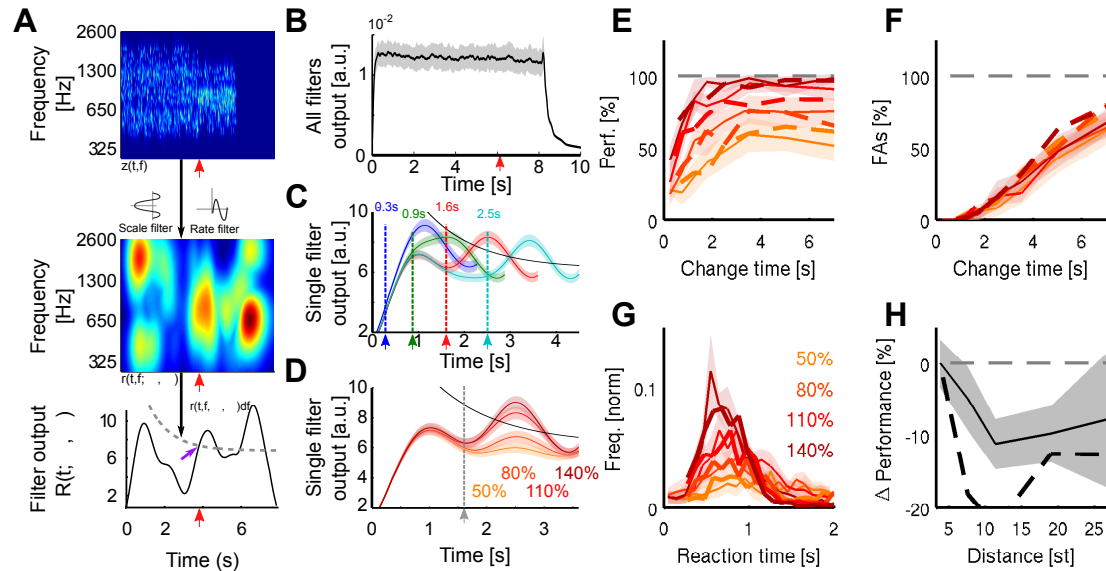 A
2600
1300
650
325
Frequency
[Hz]
z(t,f)
Scale filter
Rate filter
2600
1300
650
325
Frequency
[Hz]
r(t,f; , )
r(t,f, , )df
10
6
2
Filter output
R(t; , )
0 2 4 6
Time (s)
B
10-2
1
0
All filters
output [a.u.]
0 2 4 6 8 10
Time [s]
C
0.3s
0.9s
1.6s
2.5s
10
8
6
4
2
Single filter
output [a.u.]
0 1 2 3 4
Time [s]
D
10
8
6
4
2
Single filter
output [a.u.]
80% 140%
50% 110%
0 1 2 3
Time [s]
E
100
50
0
Perf. [%]
0 2 4 6
Change time [s]
F
100
50
0
FAs [%]
0 2 4 6
Change time [s]
G
0.1
0
Freq. [norm]
50%
80%
110%
140%
0 1 2
Reaction time [s]
H
10
0
-10
-20
Δ Performance [%]
5 10 15 20 25
Distance [st]